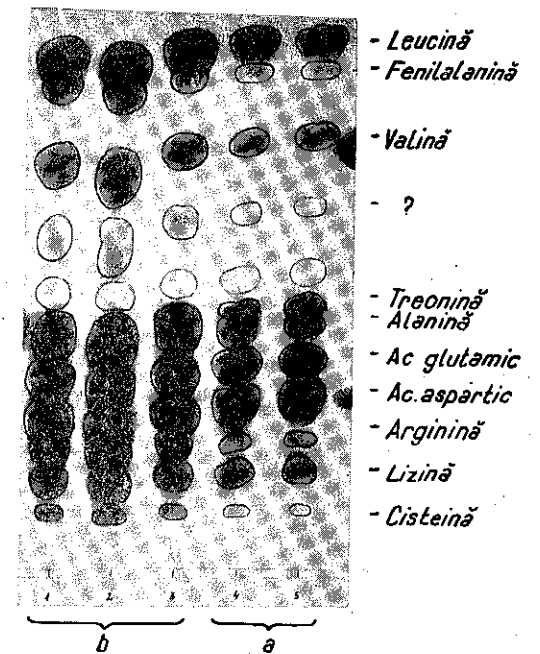 - Leucină
- Fenilalanină
- Valină
- ?
- Treonină
- Alanină
- Ac glutamic
- Ac. aspartic
- Arginină
- Lizină
- Cisteină
1 2 3 4 5
b a